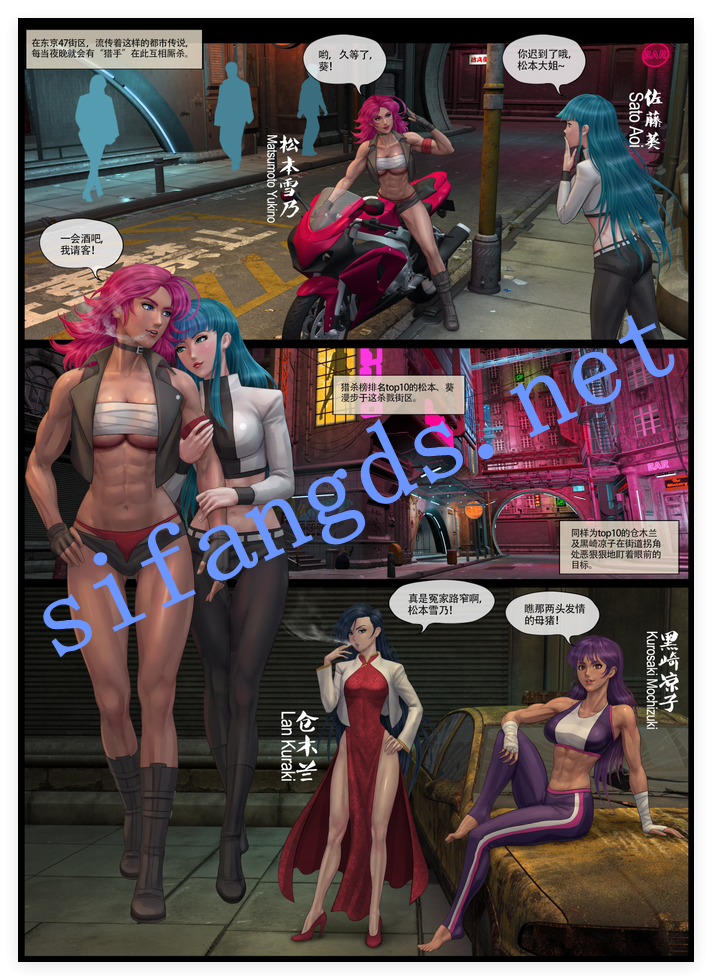 在东京47街区，流传着这样的都市传说，
每当夜晚就会有“猎手”在此互相厮杀。
哟，久等了，
葵！
你迟到了哦，
松本大姐~
BAR
佐藤葵
Sato Aoi
松本雪乃
Matsumoto Yukino
一会酒吧，
我请客！
猎杀榜排名top10的松本、葵
漫步于这杀戮街区。
BAR
sifangds.net
同样为top10的仓木兰
及黑崎凉子在街道拐角
处恶狠狠地盯着眼前的
目标。
真是冤家路窄啊，
松本雪乃！
瞧那两头发情
的母猪！
黑崎凉子
Kurosaki Mochizuki
仓木兰
Lan Kuraki